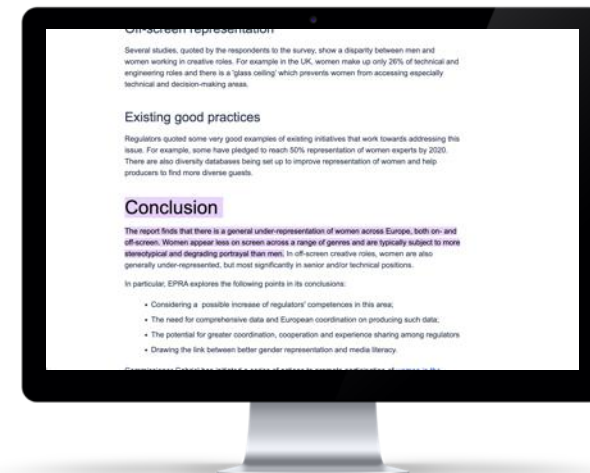 Off-screen representation
Several studies, quoted by the respondents to the survey, show a disparity between men and
women working in creative roles. For example in the UK, women make up only 26% of technical and
engineering roles and there is a 'glass ceiling' which prevents women from accessing especially
technical and decision-making areas.
Existing good practices
Regulators quoted some very good examples of existing initiatives that work towards addressing this
issue. For example, some have pledged to reach 50% representation of women experts by 2020.
There are also diversity databases being set up to improve representation of women and help
producers to find more diverse guests.
Conclusion
The report finds that there is a general under-representation of women across Europe, both on- and
off-screen. Women appear less on screen across a range of genres and are typically subject to more
stereotypical and degrading portrayal than men. In off-screen creative roles, women are also
generally under-represented, but most significantly in senior and/or technical positions.
In particular, EPRA explores the following points in its conclusions:
• Considering a possible increase of regulators' competences in this area;
• The need for comprehensive data and European coordination on producing such data;
• The potential for greater coordination, cooperation and experience sharing among regulators
• Drawing the link between better gender representation and media literacy.